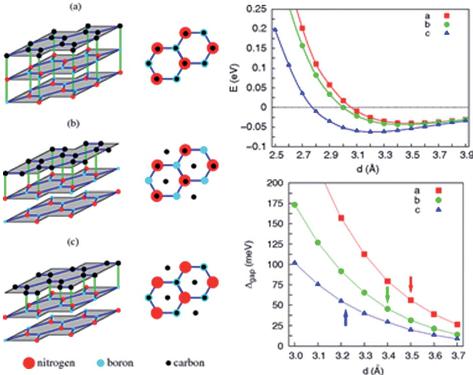 (a)
(b)
(c)
nitrogen boron carbon
0.25
0.2
0.15
0.1
0.05
0
−0.05
−0.1
E (eV)
a
b
c
2.5 2.7 2.9 3.1 3.3 3.5 3.7 3.9
d (Å)
200
175
150
125
100
75
50
25
0
Δgap (meV)
a
b
c
3.0 3.1 3.2 3.3 3.4 3.5 3.6 3.7
d (Å)